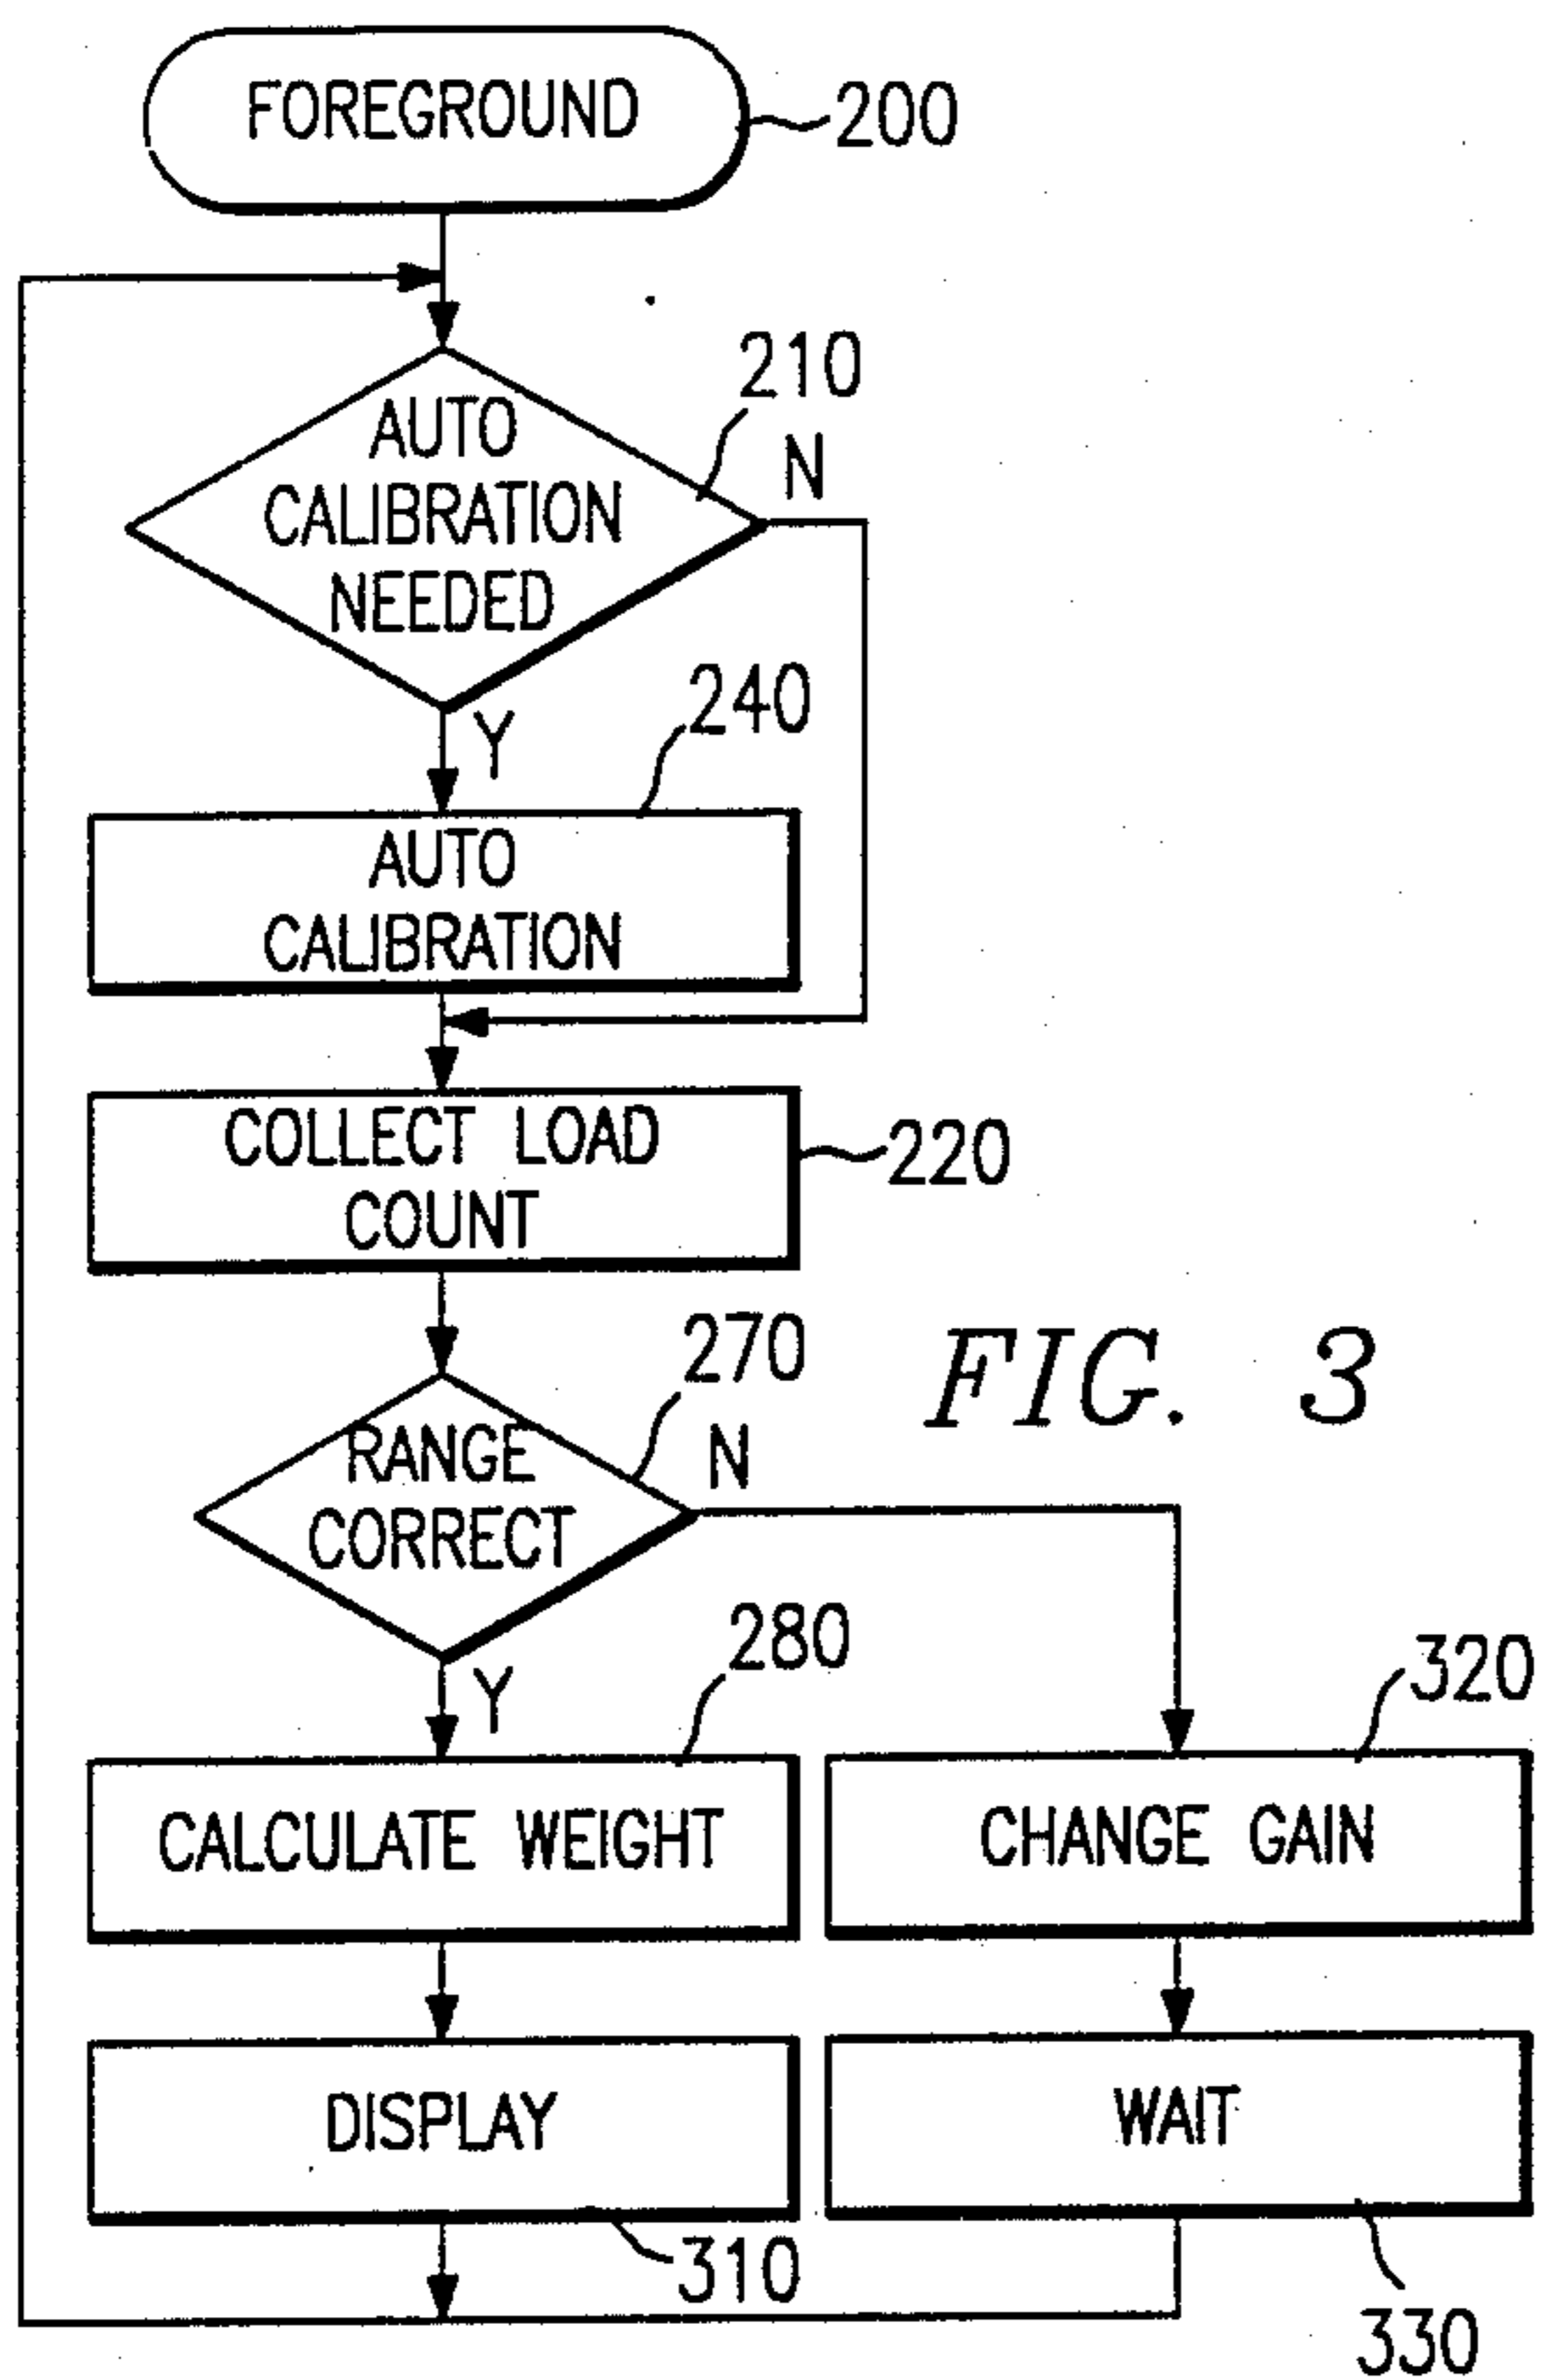 FOREGROUND
200
210
N
AUTO
CALIBRATION
NEEDED
Y
240
AUTO
CALIBRATION
COLLECT LOAD
COUNT
220
FIG. 3
270
N
RANGE
CORRECT
Y
280
320
CALCULATE WEIGHT
CHANGE GAIN
DISPLAY
WAIT
310
330